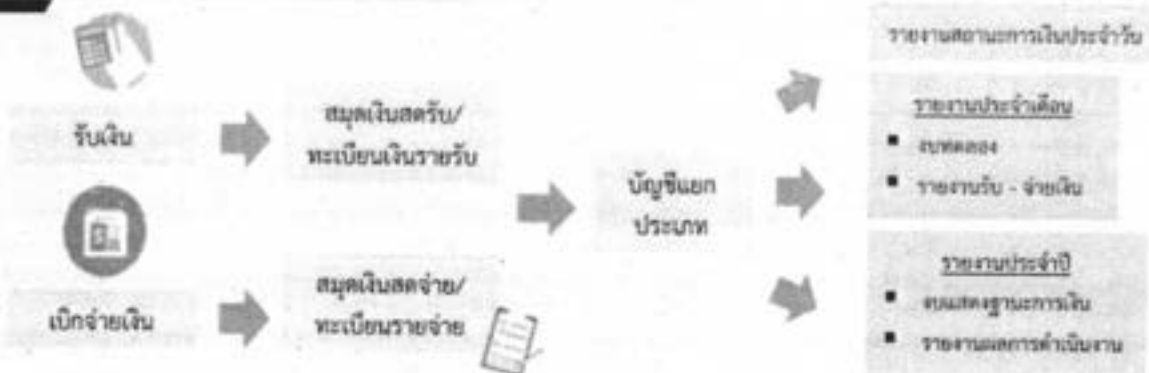 รับเงิน
สมุดเงินสดรับ/
ทะเบียนเงินรายรับ
เบิกจ่ายเงิน
สมุดเงินสดจ่าย/
ทะเบียนรายจ่าย
บัญชีแยก
ประเภท
รายงานสถานะการเงินประจำวัน
รายงานประจำเดือน
▪ งบทดลอง
▪ รายงานรับ - จ่ายเงิน
รายงานประจำปี
▪ งบแสดงฐานะการเงิน
▪ รายงานผลการดำเนินงาน